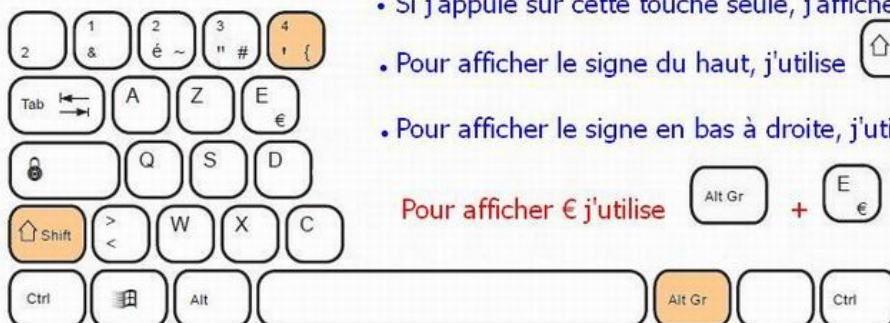 • Si j'appuie sur cette touche seule, j'affiche
• Pour afficher le signe du haut, j'utilise
• Pour afficher le signe en bas à droite, j'uti
Pour afficher € j'utilise Alt Gr + E €
2 1 & 2 é ~ 3 " # 4 ' {
Tab A Z E €
Q S D
Shift > < W X C
Ctrl Alt Alt Gr Ctrl